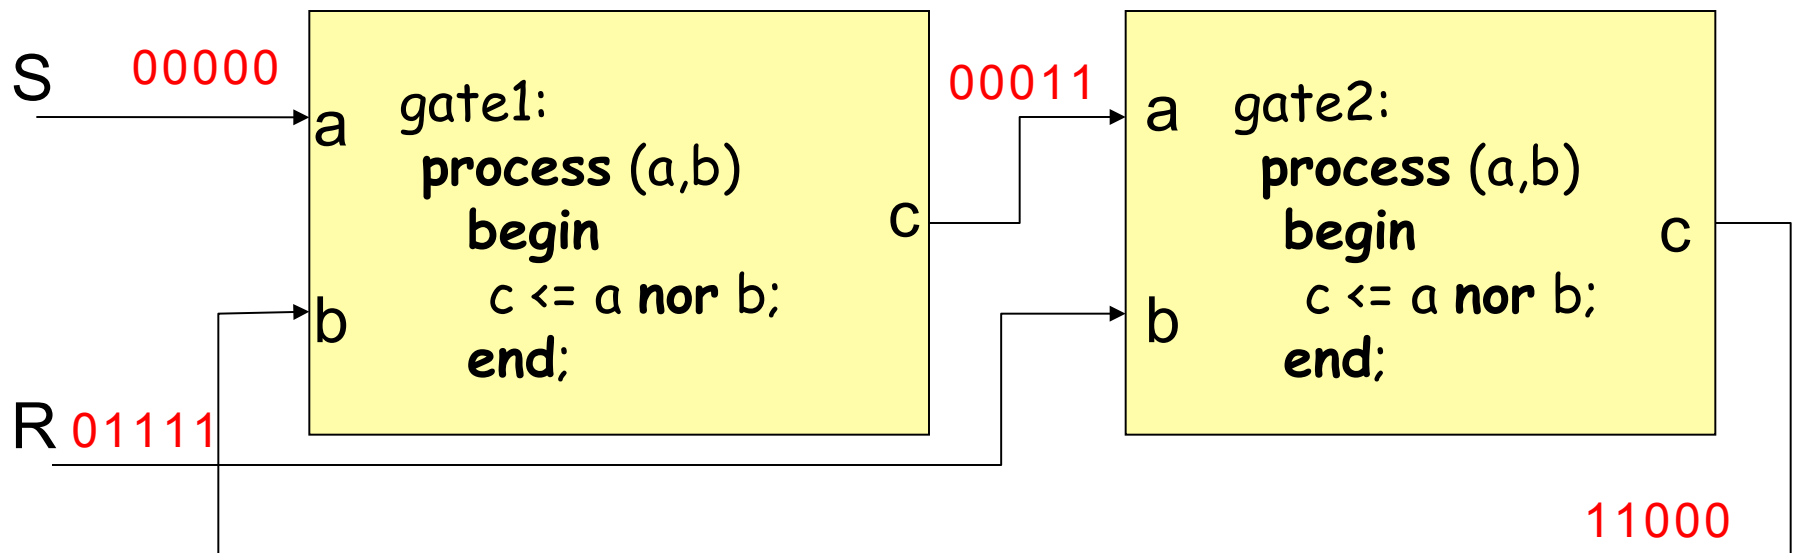 S
00000
a
gate1:
process (a,b)
begin
c <= a nor b;
end;
b
c
R
01111
00011
a
gate2:
process (a,b)
begin
c <= a nor b;
end;
b
c
11000